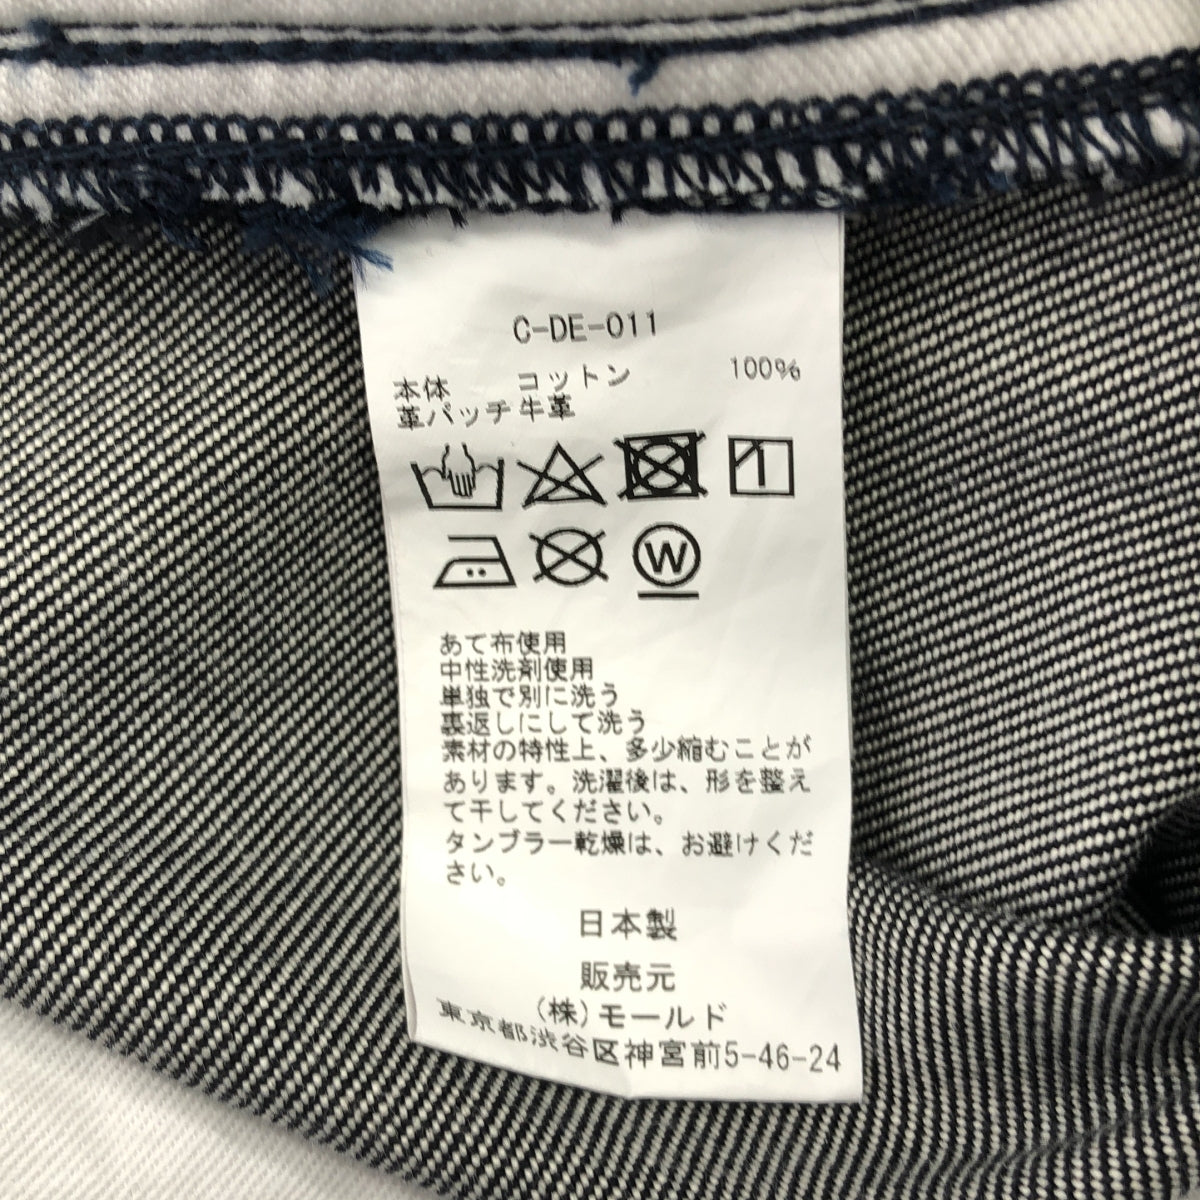 C-DE-011
本体 コットン 100%
革パッチ 牛革
W
あて布使用
中性洗剤使用
単独で別に洗う
裏返しにして洗う
素材の特性上、多少縮むことが
あります。洗濯後は、形を整え
て干してください。
タンブラー乾燥は、お避けくだ
さい。
日本製
販売元
(株)モールド
東京都渋谷区神宮前5-46-24